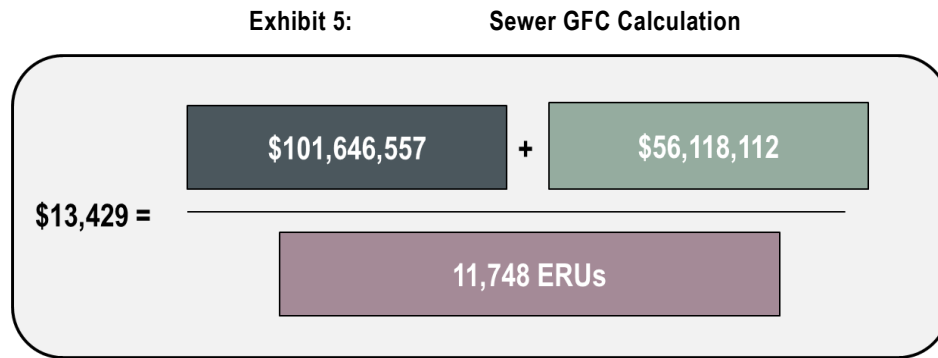 Exhibit 5: Sewer GFC Calculation
$101,646,557 + $56,118,112
$13,429 =
11,748 ERUs